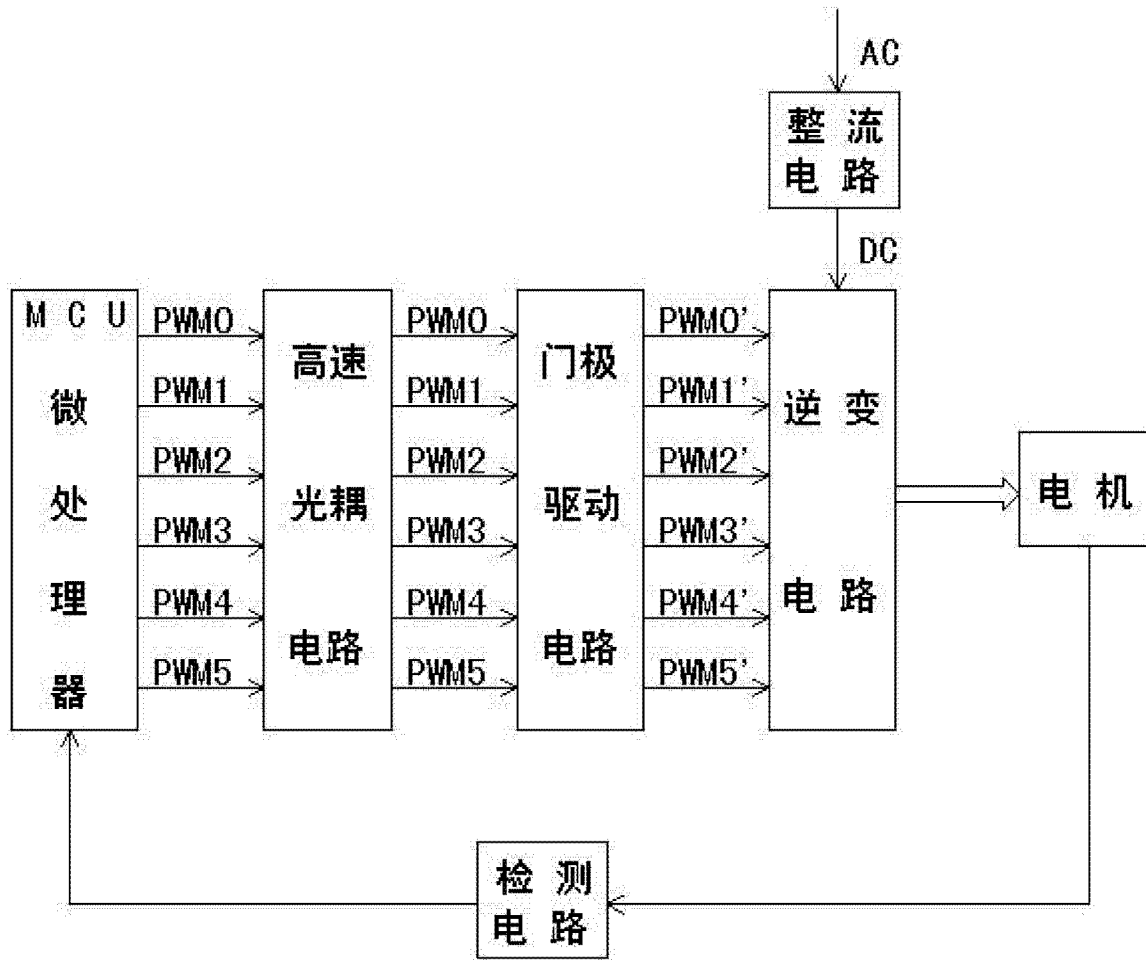 AC
整流
电路
DC
MCU
微
处
理
器
PWM0
PWM1
PWM2
PWM3
PWM4
PWM5
高速
光耦
电路
PWM0
PWM1
PWM2
PWM3
PWM4
PWM5
门极
驱动
电路
PWM0'
PWM1'
PWM2'
PWM3'
PWM4'
PWM5'
逆变
电路
电机
检测
电路